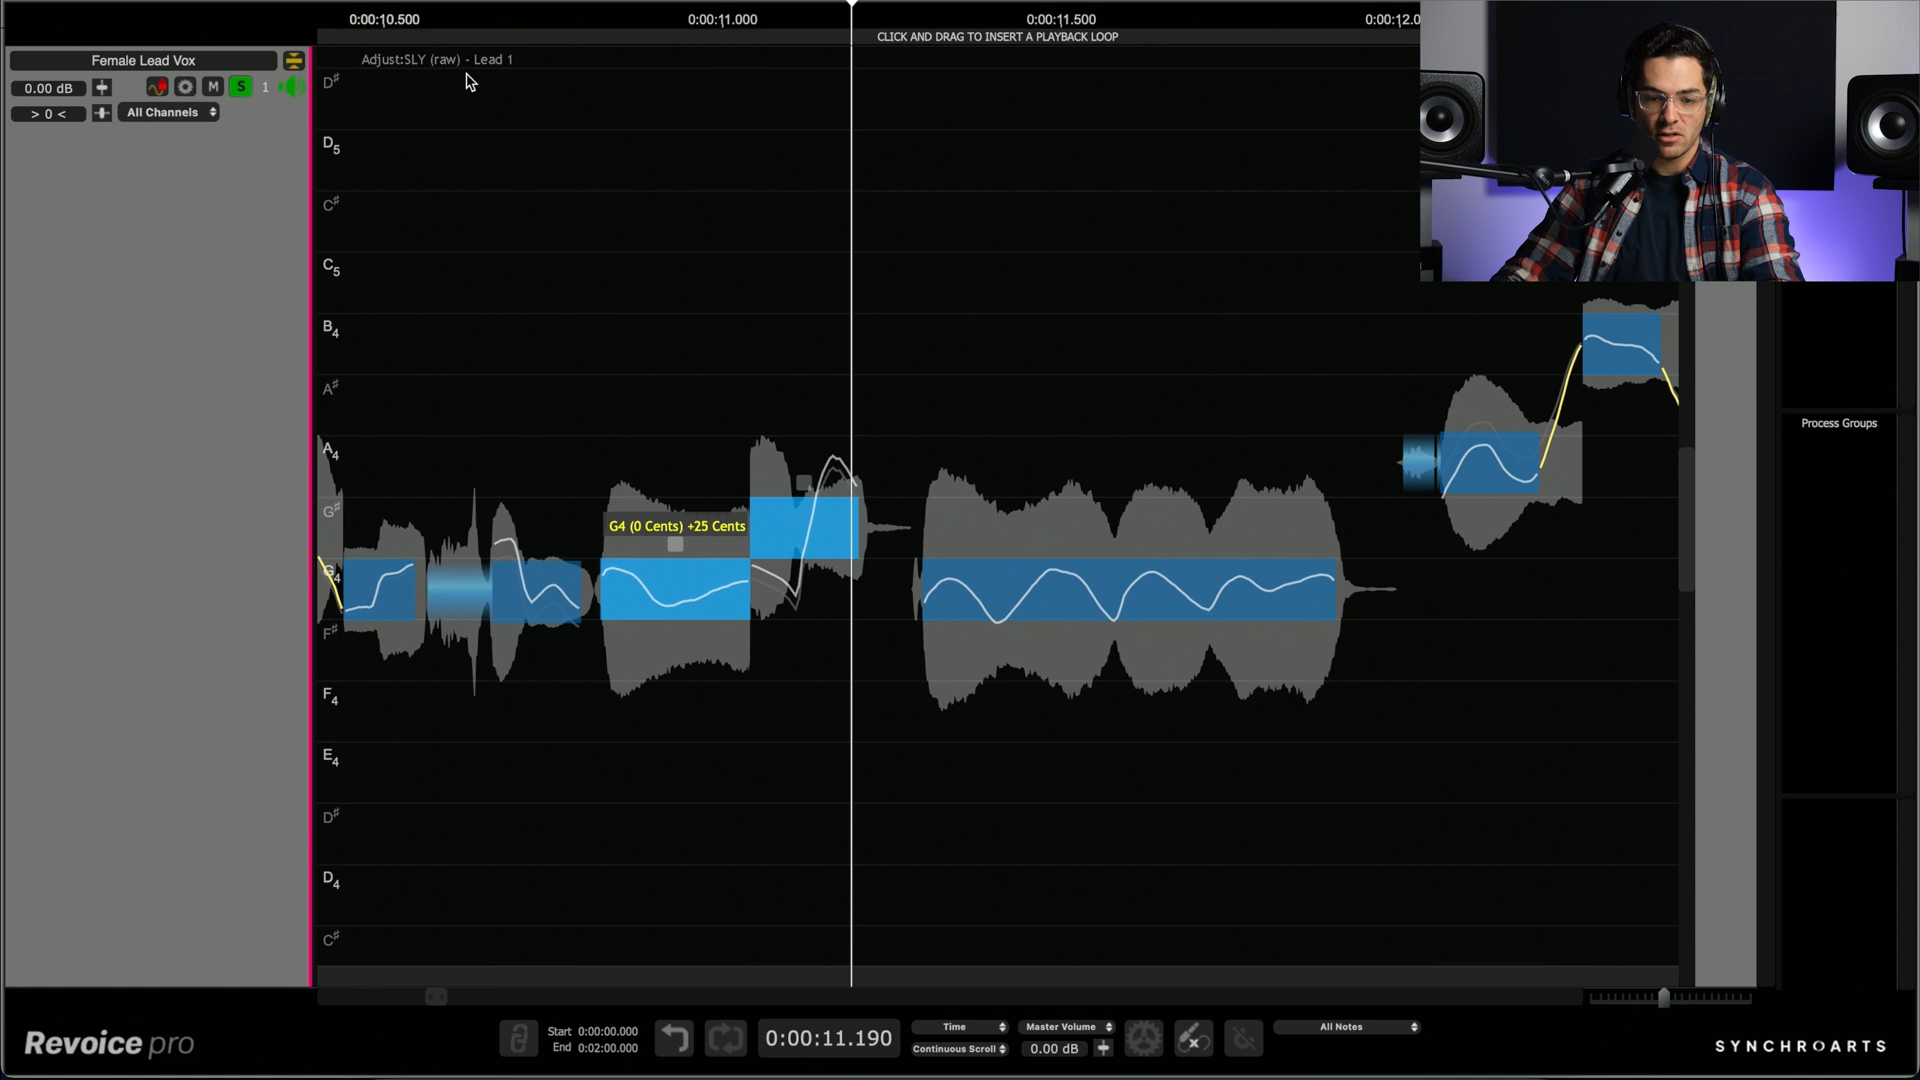 0:00:10.500 0:00:11.000 0:00:11.500 0:00:12.0
CLICK AND DRAG TO INSERT A PLAYBACK LOOP
Female Lead Vox
Adjust:SLY (raw) - Lead 1
0.00 dB M S 1
> 0 < All Channels
D♯
D5
C♯
C5
B4
A♯
A4
G♯
G4
F♯
F4
E4
D♯
D4
C♯
G4 (0 Cents) +25 Cents
Process Groups
Revoice pro
Start 0:00:00.000
End 0:02:00.000
0:00:11.190
Time
Continuous Scroll
Master Volume
0.00 dB
All Notes
SYNCHROARTS